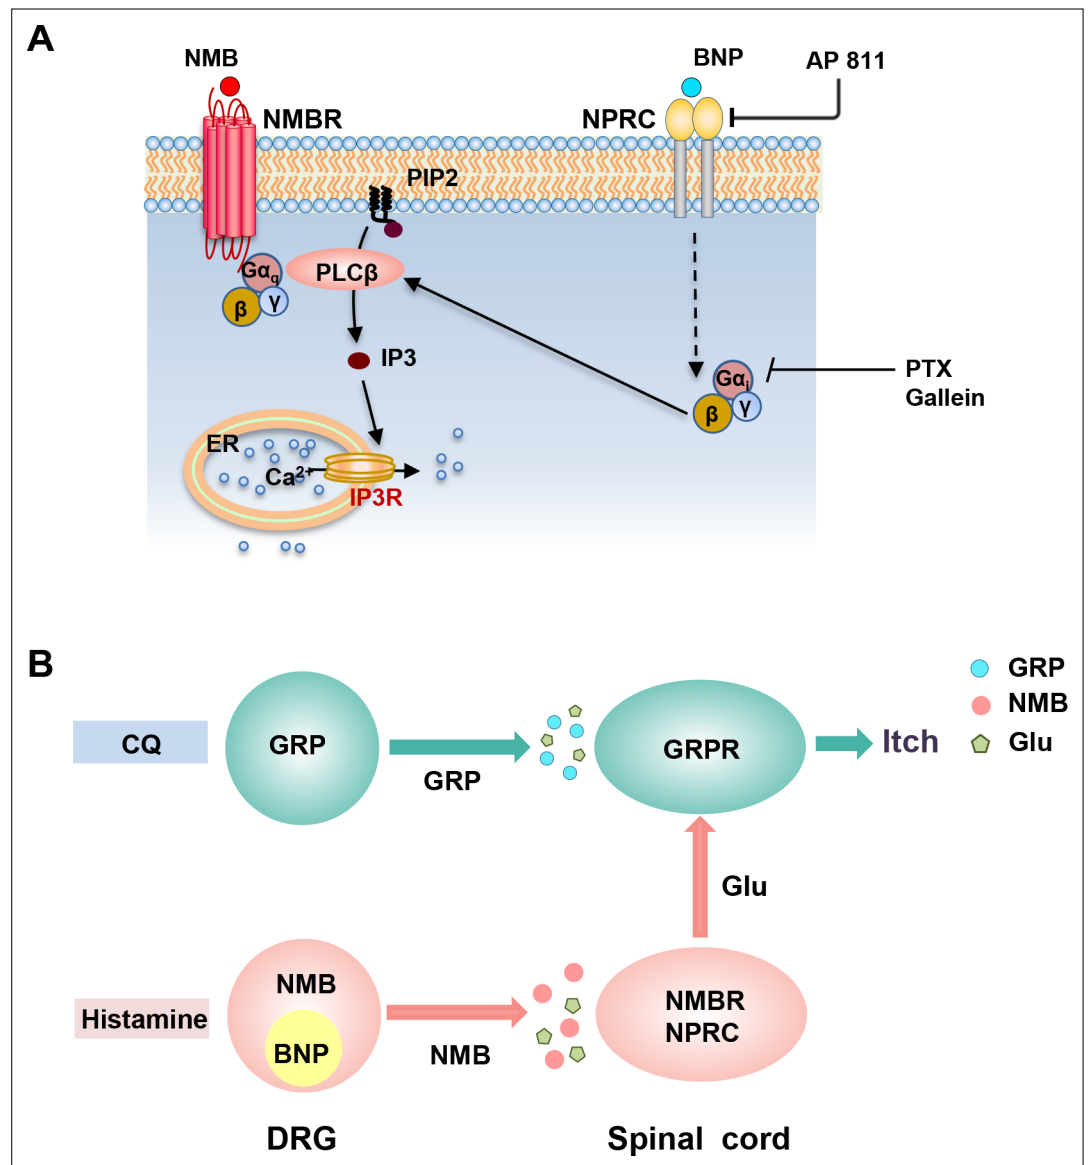 A
NMB
BNP
AP 811
NMBR
NPRC
PIP2
Gαq
PLCβ
β
γ
IP3
Gαi
β
γ
PTX
Gallein
ER
Ca2+
IP3R
B
GRP
NMB
Glu
CQ
GRP
GRP
GRPR
Itch
Glu
Histamine
NMB
BNP
NMB
NMBR
NPRC
DRG
Spinal cord